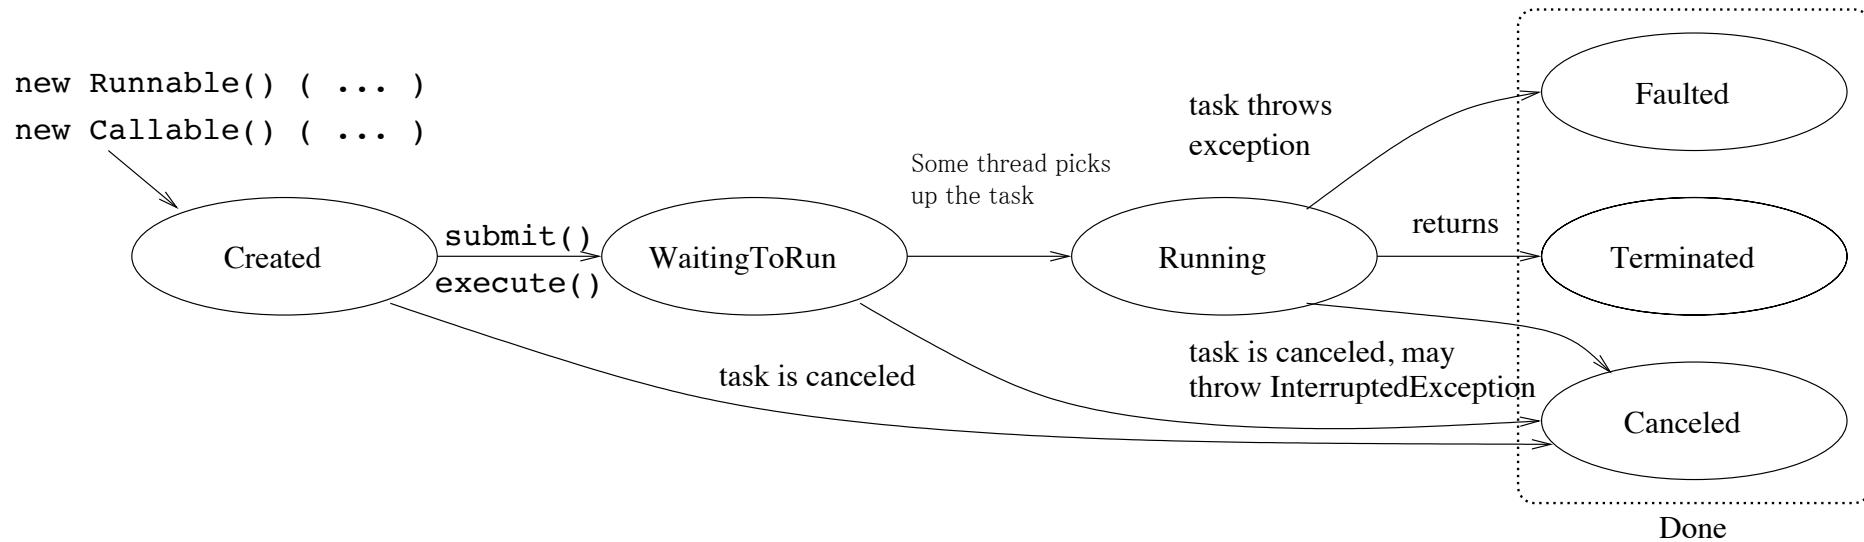 new Runnable() ( ... )
new Callable() ( ... )
Created
submit()
execute()
WaitingToRun
Some thread picks
up the task
Running
task throws
exception
returns
task is canceled
task is canceled, may
throw InterruptedException
Faulted
Terminated
Canceled
Done